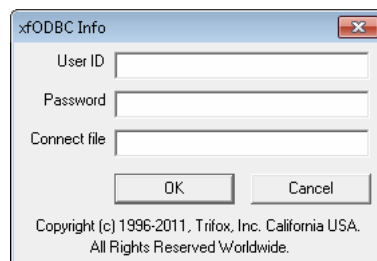 xfODBC Info
User ID
Password
Connect file
OK Cancel
Copyright (c) 1996-2011, Trifox, Inc. California USA.
All Rights Reserved Worldwide.